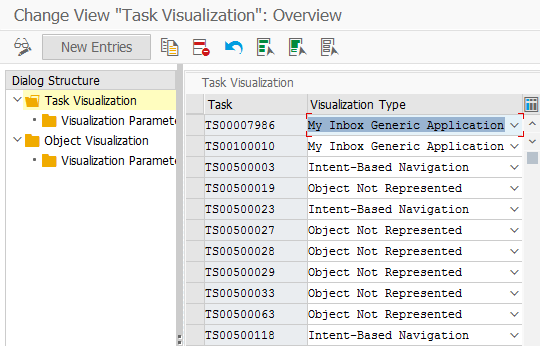 Change View "Task Visualization": Overview
New Entries
Dialog Structure
Task Visualization
Visualization Paramete
Object Visualization
Visualization Paramete
Task Visualization
Task Visualization Type
TS00007986 My Inbox Generic Application
TS00100010 My Inbox Generic Application
TS00500003 Intent-Based Navigation
TS00500019 Object Not Represented
TS00500023 Intent-Based Navigation
TS00500027 Object Not Represented
TS00500028 Object Not Represented
TS00500029 Object Not Represented
TS00500033 Object Not Represented
TS00500063 Object Not Represented
TS00500118 Intent-Based Navigation